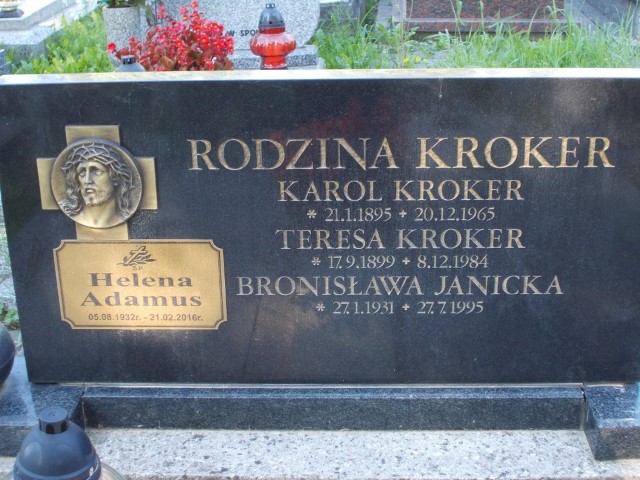 W SPO
RODZINA KROKER
KAROL KROKER
* 21.1.1895 + 20.12.1965
TERESA KROKER
* 17.9.1899 + 8.12.1984
BRONISŁAWA JANICKA
* 27.1.1931 + 27.7.1995
Ś.P.
Helena
Adamus
05.08.1932r. - 21.02.2016r.